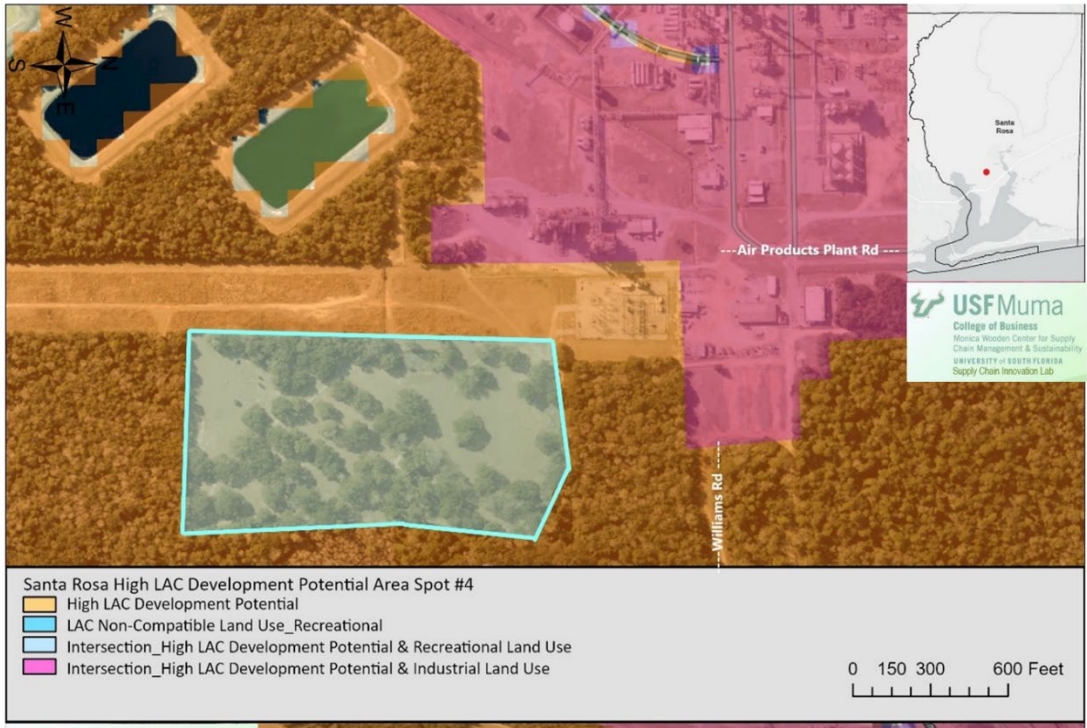 W
S
N
E
Santa
Rosa
---Air Products Plant Rd ---
USF Muma
College of Business
Monica Wooden Center for Supply
Chain Management & Sustainability
UNIVERSITY of SOUTH FLORIDA
Supply Chain Innovation Lab
----Williams Rd ----
Santa Rosa High LAC Development Potential Area Spot #4
High LAC Development Potential
LAC Non-Compatible Land Use_Recreational
Intersection_High LAC Development Potential & Recreational Land Use
Intersection_High LAC Development Potential & Industrial Land Use
0 150 300 600 Feet